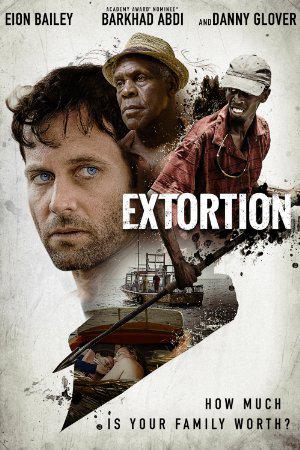 EION BAILEY
ACADEMY AWARD® NOMINEE
BARKHAD ABDI
AND DANNY GLOVER
EXTORTION
HOW MUCH
IS YOUR FAMILY WORTH?